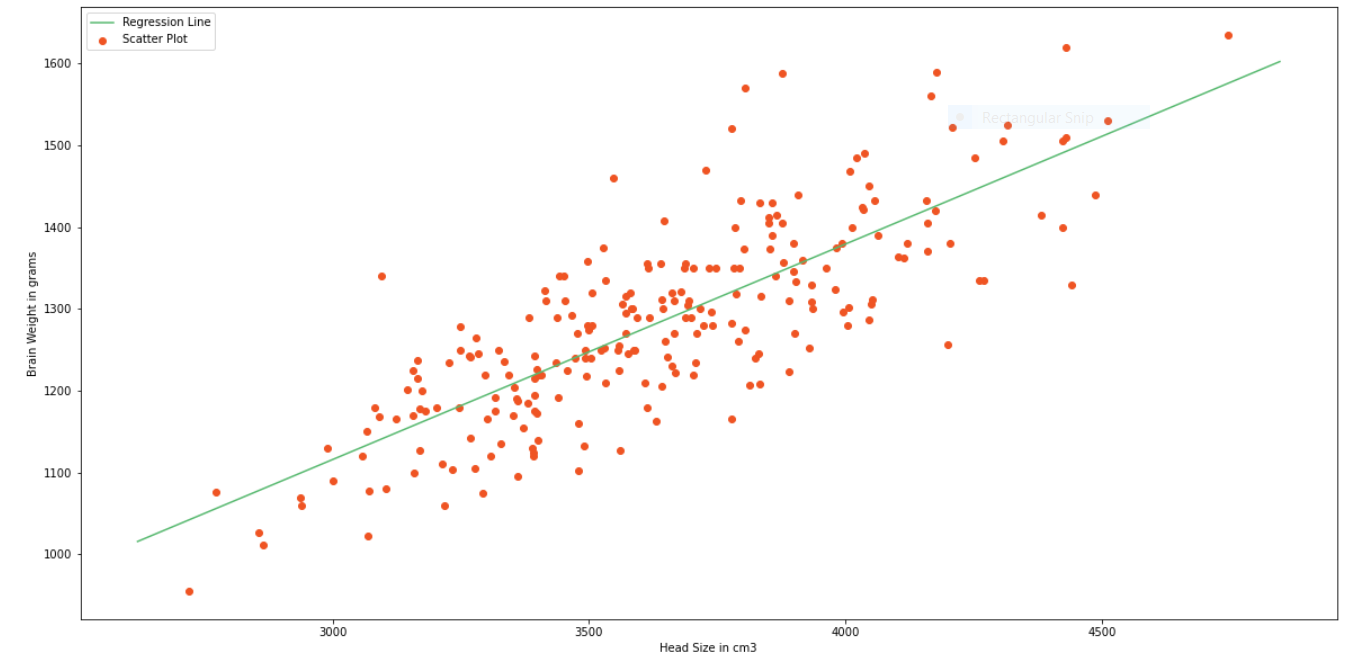 Regression Line
Scatter Plot
1600
1500
1400
1300
1200
1100
1000
Brain Weight in grams
Rectangular Snip
3000
3500
4000
4500
Head Size in cm3